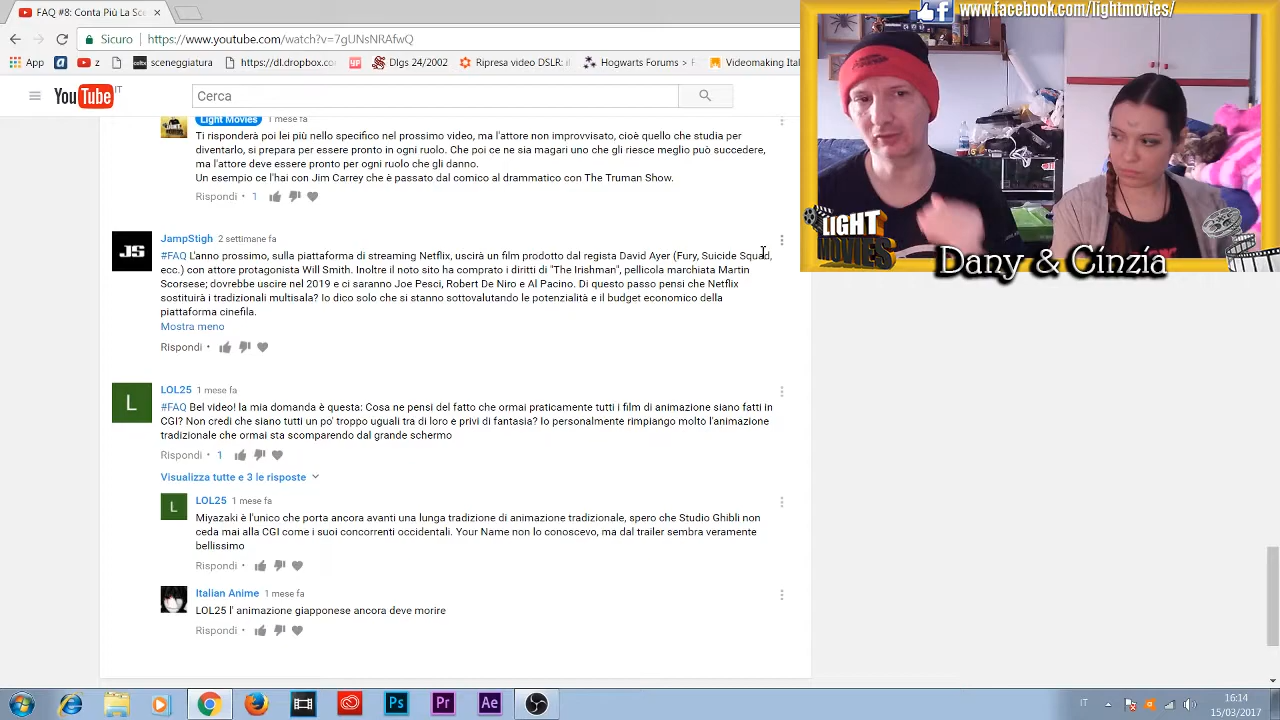 FAQ #8: Conta Più La Sc
www.facebook.com/lightmovies/
Sicuro
https://www.youtube.com/watch?v=7gUNsNRAfwQ
App
z
sceneggiatura
https://dl.dropbox.com
Dlgs 24/2002
Ripresa video DSLR: il
Hogwarts Forums > F
Videomaking Ital
YouTube IT
Cerca
Light Movies 1 mese fa
Ti risponderà poi lei più nello specifico nel prossimo video, ma l'attore non improvvisato, cioè quello che studia per
diventarlo, si prepara per essere pronto in ogni ruolo. Che poi ce ne sia magari uno che gli riesce meglio può succedere,
ma l'attore deve essere pronto per ogni ruolo che gli danno.
Un esempio ce l'hai con Jim Carrey che è passato dal comico al drammatico con The Truman Show.
Rispondi • 1
JS
JampStigh 2 settimane fa
#FAQ L'anno prossimo, sulla piattaforma di streaming Netflix, uscirà un film prodotto dal regista David Ayer (Fury, Suicide Squad,
ecc.) con attore protagonista Will Smith. Inoltre il noto sito ha comprato i diritti di "The Irishman", pellicola marchiata Martin
Scorsese; dovrebbe uscire nel 2019 e ci saranno Joe Pesci, Robert De Niro e Al Pacino. Di questo passo pensi che Netflix
sostituirà i tradizionali multisala? Io dico solo che si stanno sottovalutando le potenzialità e il budget economico della
piattaforma cinefila.
Mostra meno
Rispondi •
L
LOL25 1 mese fa
#FAQ Bel video! la mia domanda è questa: Cosa ne pensi del fatto che ormai praticamente tutti i film di animazione siano fatti in
CGI? Non credi che siano tutti un po' troppo uguali tra di loro e privi di fantasia? Io personalmente rimpiango molto l'animazione
tradizionale che ormai sta scomparendo dal grande schermo
Rispondi • 1
Visualizza tutte e 3 le risposte
L
LOL25 1 mese fa
Miyazaki è l'unico che porta ancora avanti una lunga tradizione di animazione tradizionale, spero che Studio Ghibli non
ceda mai alla CGI come i suoi concorrenti occidentali. Your Name non lo conoscevo, ma dal trailer sembra veramente
bellissimo
Rispondi •
Italian Anime 1 mese fa
LOL25 l' animazione giapponese ancora deve morire
Rispondi •
LIGHT
MOVIES
Dany & Cinzia
Ps
Pr
Ae
IT
16:14
15/03/2017